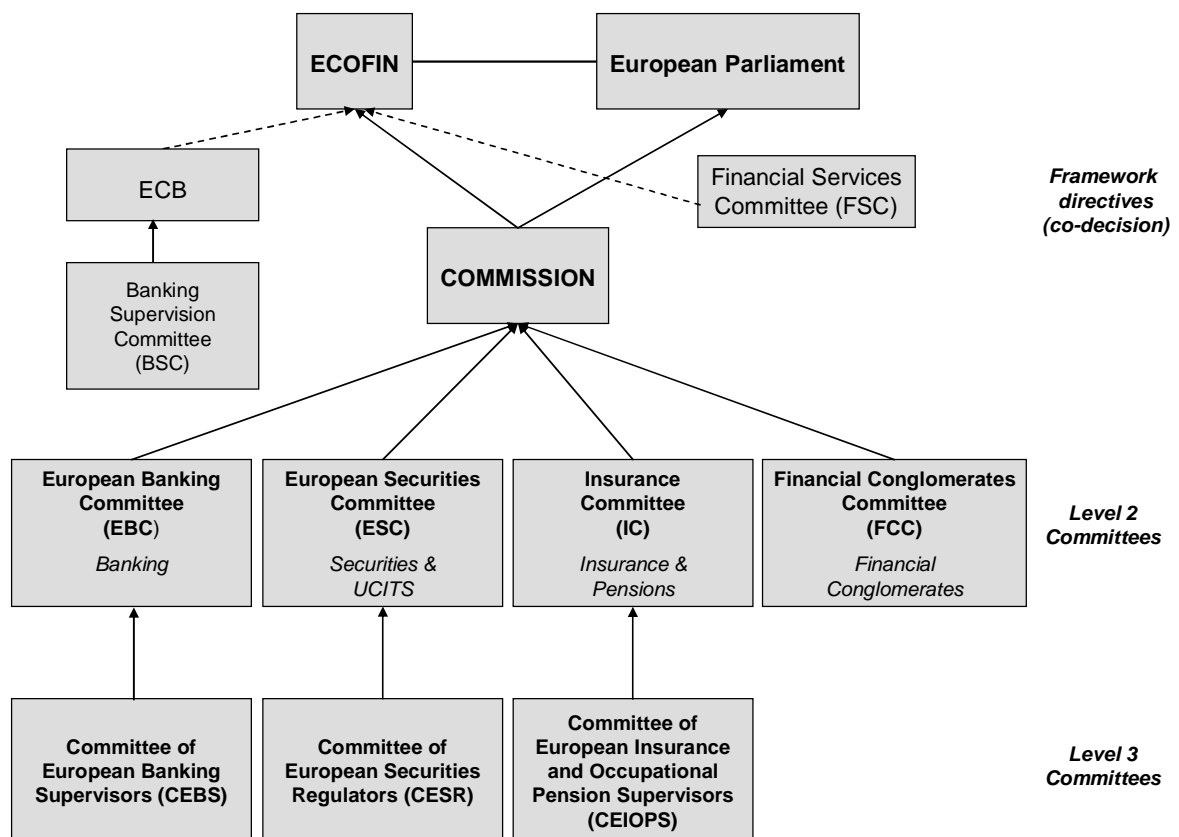 ECOFIN
European Parliament
ECB
Financial Services
Committee (FSC)
Framework
directives
(co-decision)
COMMISSION
Banking
Supervision
Committee
(BSC)
European Banking
Committee
(EBC)
Banking
European Securities
Committee
(ESC)
Securities &
UCITS
Insurance
Committee
(IC)
Insurance &
Pensions
Financial Conglomerates
Committee
(FCC)
Financial
Conglomerates
Level 2
Committees
Committee of
European Banking
Supervisors (CEBS)
Committee of
European Securities
Regulators (CESR)
Committee of
European Insurance
and Occupational
Pension Supervisors
(CEIOPS)
Level 3
Committees